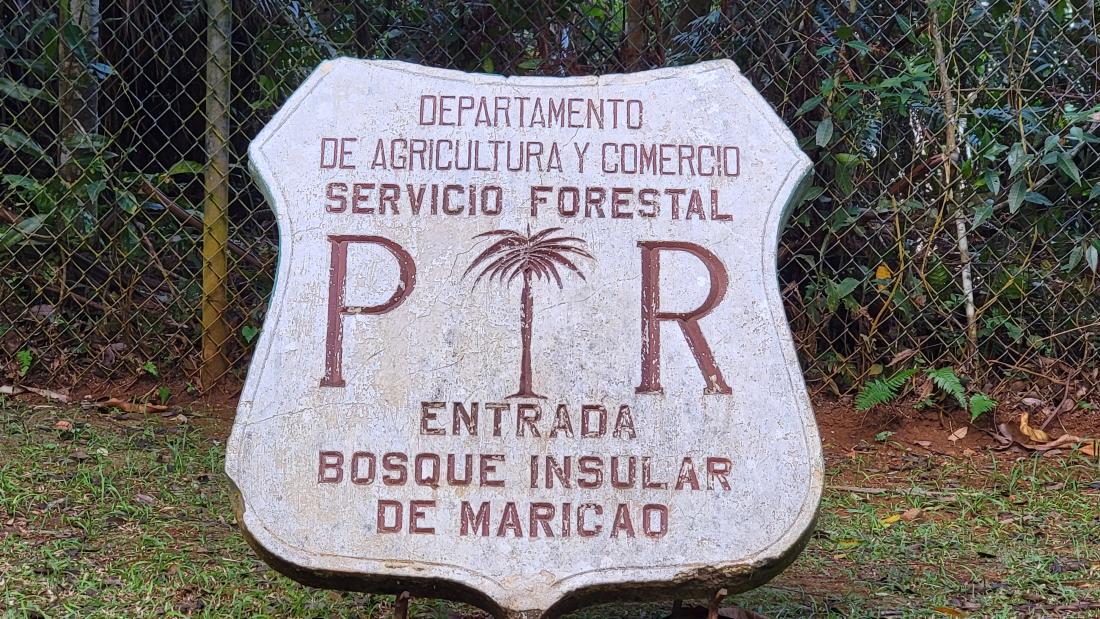 DEPARTAMENTO
DE AGRICULTURA Y COMERCIO
SERVICIO FORESTAL
P R
ENTRADA
BOSQUE INSULAR
DE MARICAO